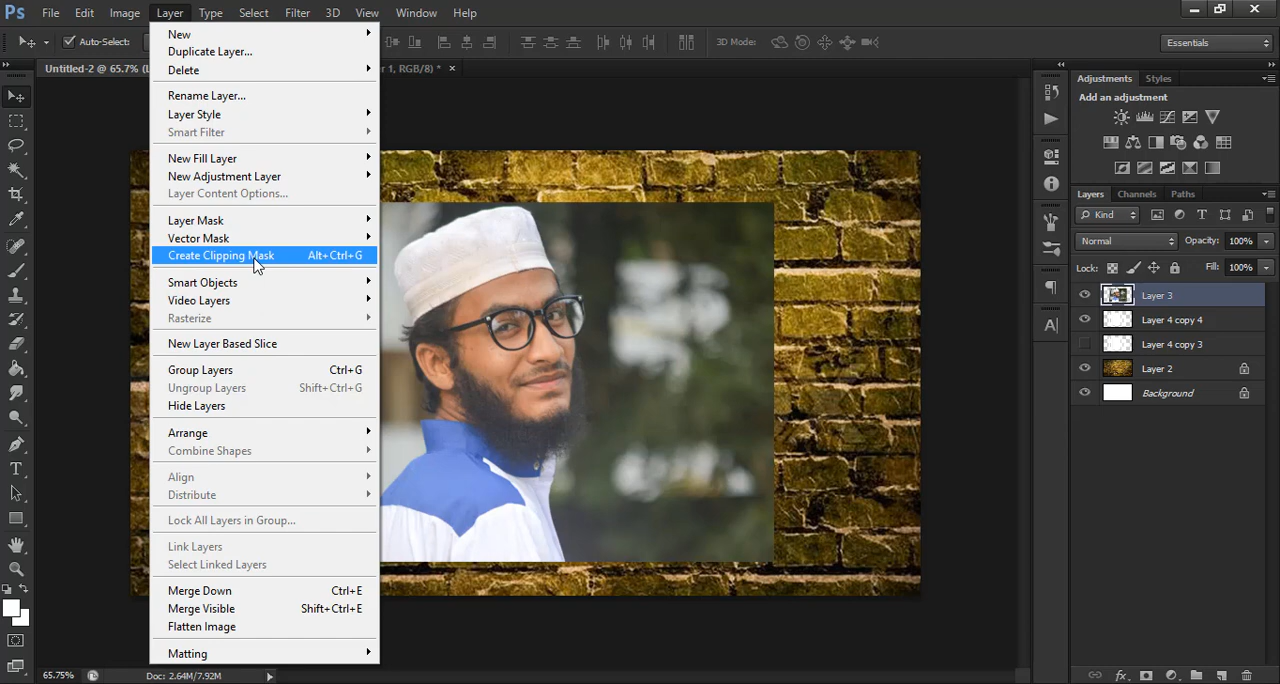 Ps File Edit Image Layer Type Select Filter 3D View Window Help
Auto-Select: 3D Mode: Essentials
Untitled-2 @ 65.7% (L r 1, RGB/8) * ×
New
Duplicate Layer...
Delete
Rename Layer...
Layer Style
Smart Filter
New Fill Layer
New Adjustment Layer
Layer Content Options...
Layer Mask
Vector Mask
Create Clipping Mask Alt+Ctrl+G
Smart Objects
Video Layers
Rasterize
New Layer Based Slice
Group Layers Ctrl+G
Ungroup Layers Shift+Ctrl+G
Hide Layers
Arrange
Combine Shapes
Align
Distribute
Lock All Layers in Group...
Link Layers
Select Linked Layers
Merge Down Ctrl+E
Merge Visible Shift+Ctrl+E
Flatten Image
Matting
Adjustments Styles
Add an adjustment
Layers Channels Paths
Kind
Normal Opacity: 100%
Lock: Fill: 100%
Layer 3
Layer 4 copy 4
Layer 4 copy 3
Layer 2
Background
65.75% Doc: 2.64M/7.92M